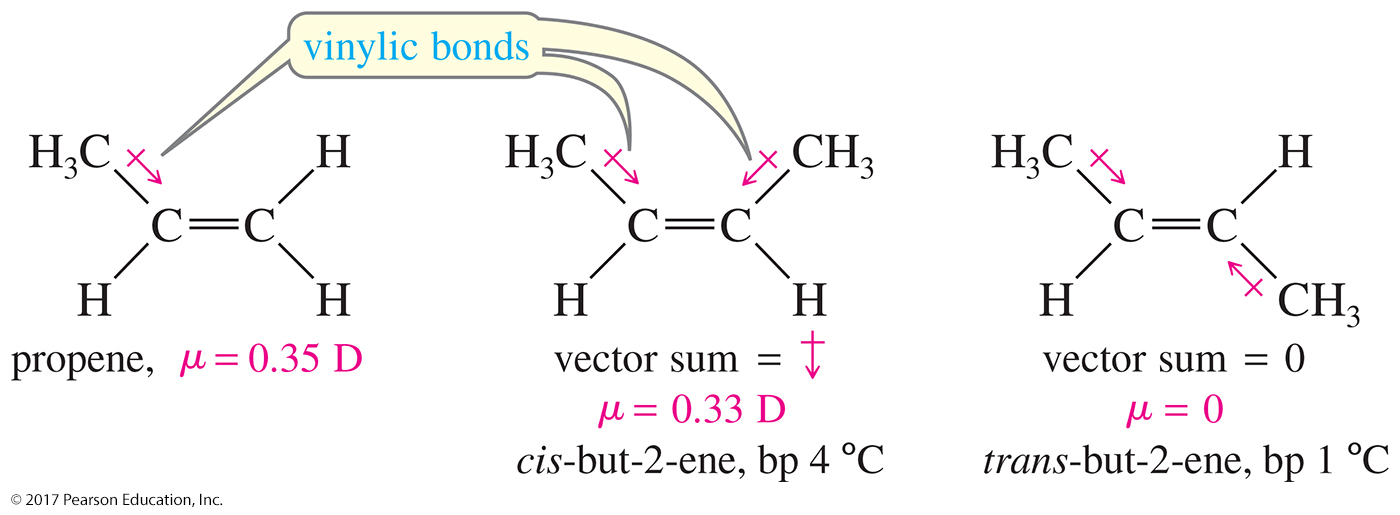 vinylic bonds
H₃C H
C=C
H H
propene, μ = 0.35 D
H₃C CH₃
C=C
H H
vector sum =
μ = 0.33 D
cis-but-2-ene, bp 4 °C
H₃C H
C=C
H CH₃
vector sum = 0
μ = 0
trans-but-2-ene, bp 1 °C
© 2017 Pearson Education, Inc.